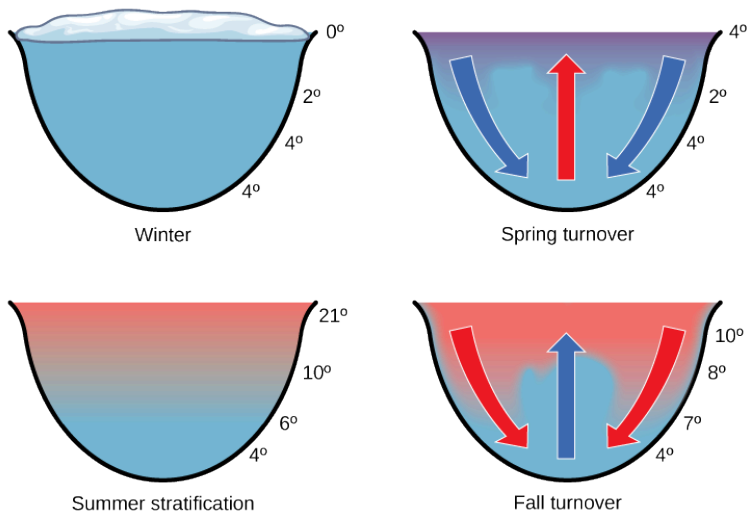 0º
2º
4º
4º
Winter
4º
2º
4º
4º
Spring turnover
21º
10º
6º
4º
Summer stratification
10º
8º
7º
4º
Fall turnover